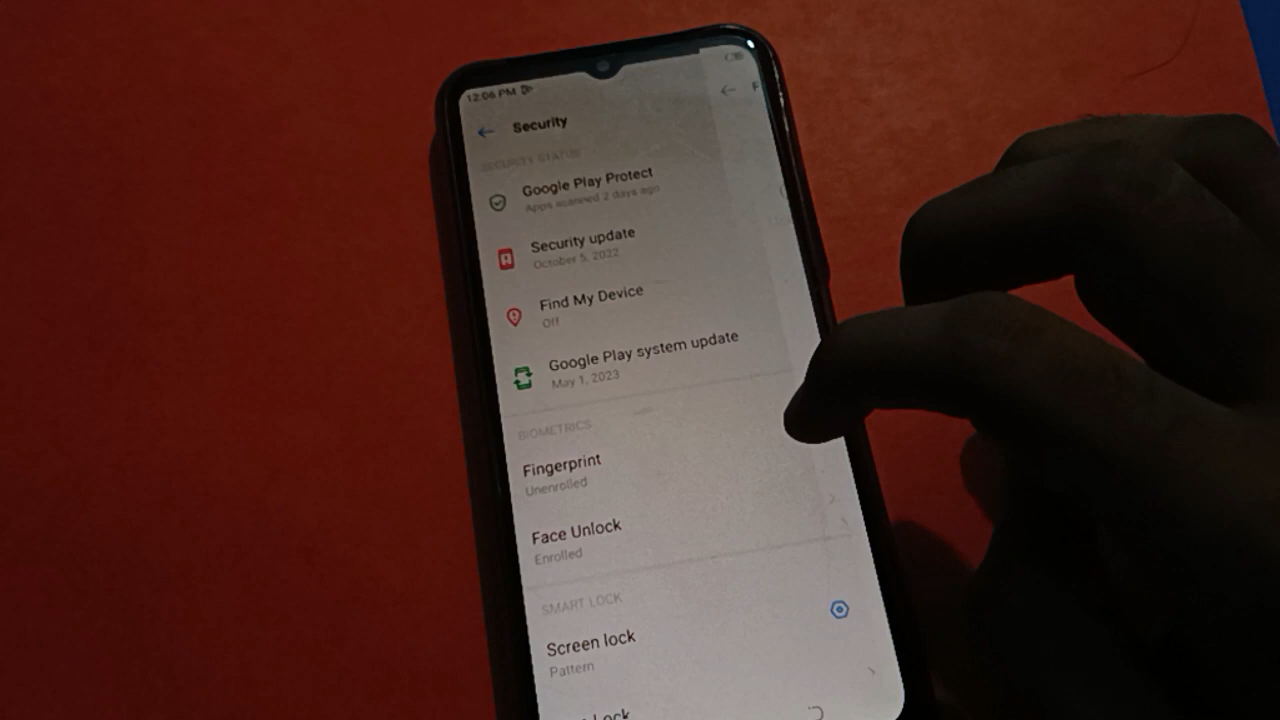 12:06 PM
F
Security
SECURITY STATUS
Google Play Protect
Apps scanned 2 days ago
Security update
October 5, 2022
Find My Device
Off
Google Play system update
May 1, 2023
BIOMETRICS
Fingerprint
Unenrolled
Face Unlock
Enrolled
SMART LOCK
Screen lock
Pattern
Lock